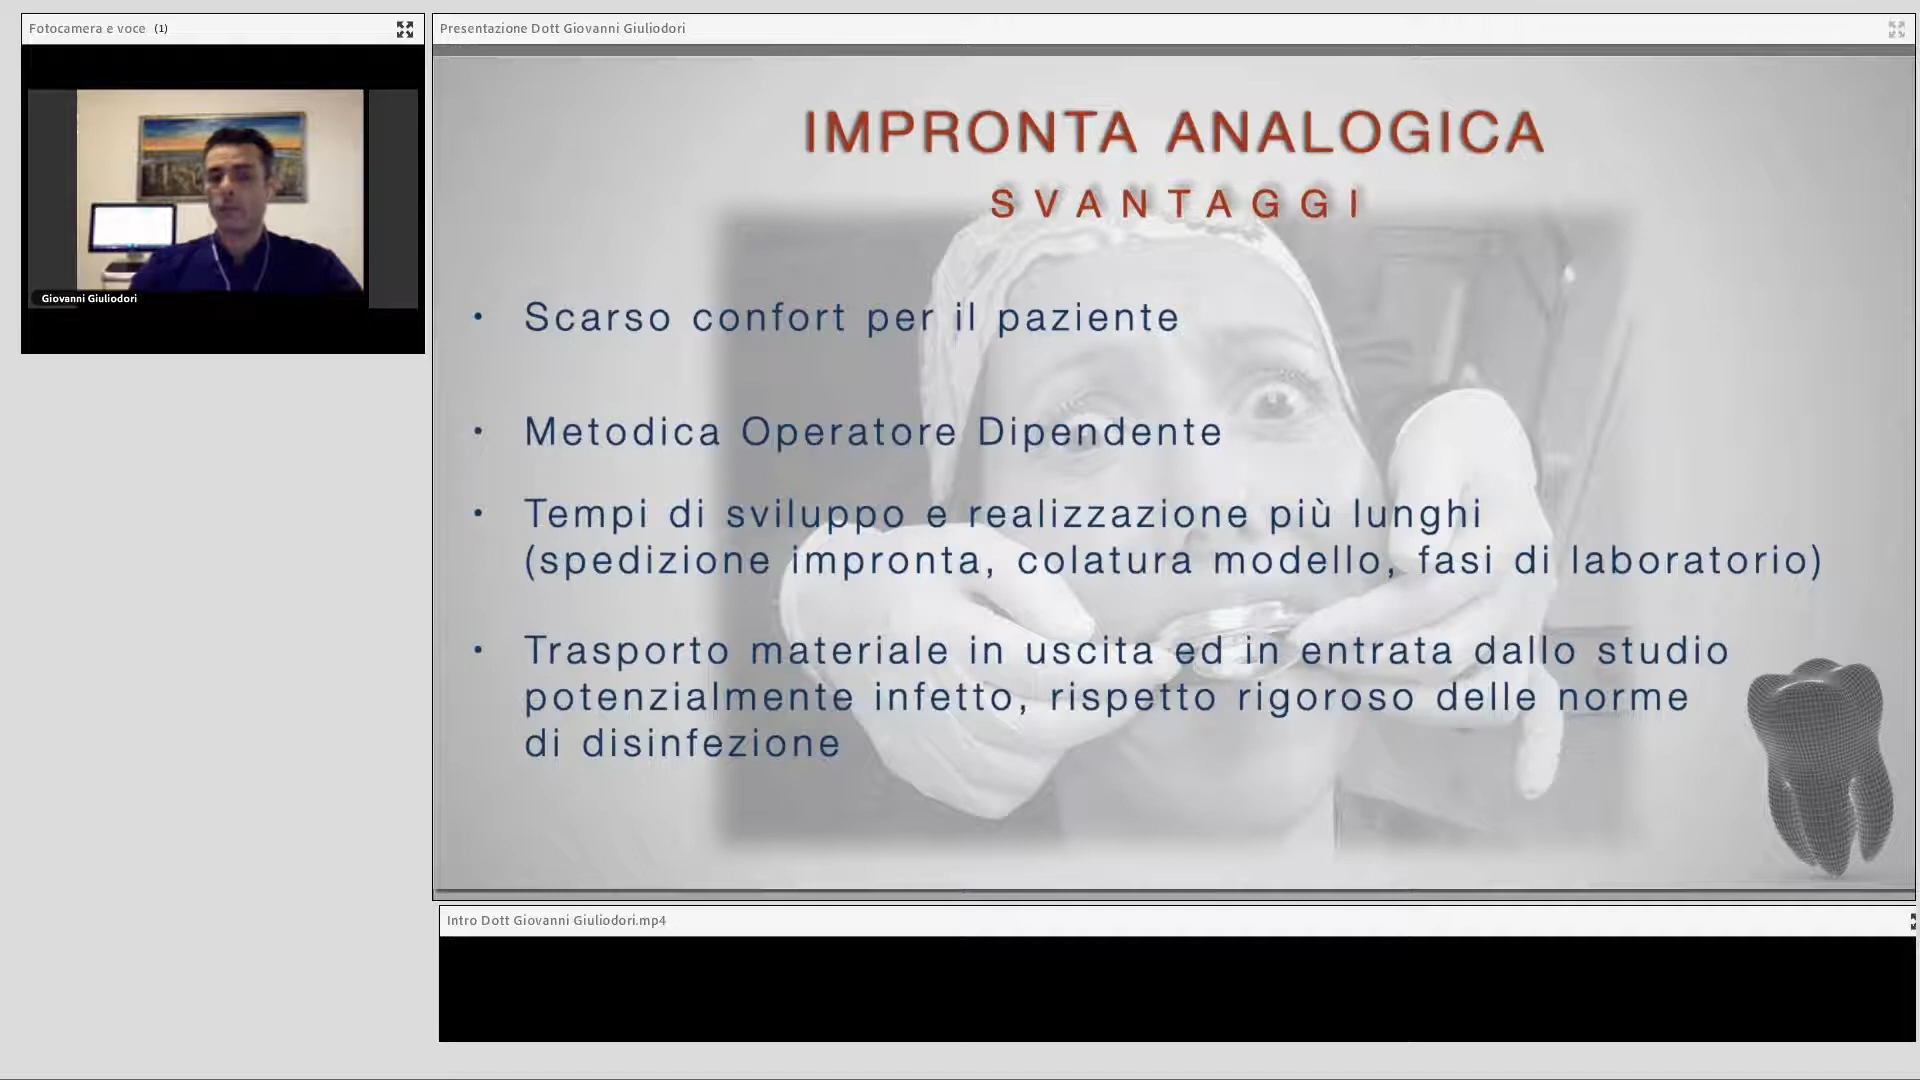 Fotocamera e voce (1)
Giovanni Giuliodori
Presentazione Dott Giovanni Giuliodori
IMPRONTA ANALOGICA
SVANTAGGI
• Scarso confort per il paziente
• Metodica Operatore Dipendente
• Tempi di sviluppo e realizzazione più lunghi
(spedizione impronta, colatura modello, fasi di laboratorio)
• Trasporto materiale in uscita ed in entrata dallo studio
potenzialmente infetto, rispetto rigoroso delle norme
di disinfezione
Intro Dott Giovanni Giuliodori.mp4